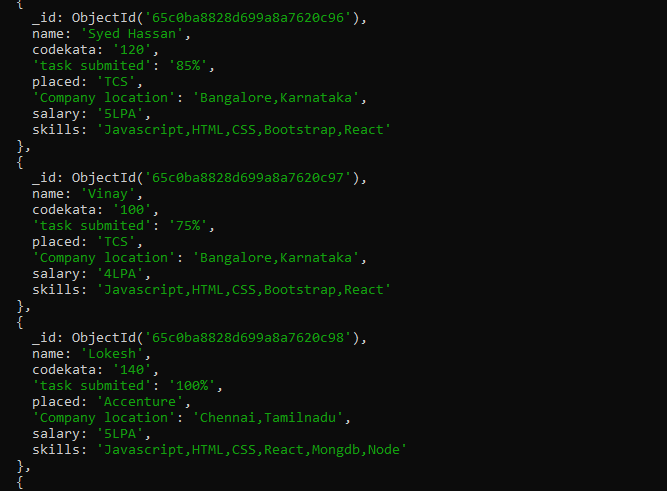 {
_id: ObjectId('65c0ba8828d699a8a7620c96'),
name: 'Syed Hassan',
codekata: '120',
'task submited': '85%',
placed: 'TCS',
'Company location': 'Bangalore,Karnataka',
salary: '5LPA',
skills: 'Javascript,HTML,CSS,Bootstrap,React'
},
{
_id: ObjectId('65c0ba8828d699a8a7620c97'),
name: 'Vinay',
codekata: '100',
'task submited': '75%',
placed: 'TCS',
'Company location': 'Bangalore,Karnataka',
salary: '4LPA',
skills: 'Javascript,HTML,CSS,Bootstrap,React'
},
{
_id: ObjectId('65c0ba8828d699a8a7620c98'),
name: 'Lokesh',
codekata: '140',
'task submited': '100%',
placed: 'Accenture',
'Company location': 'Chennai,Tamilnadu',
salary: '5LPA',
skills: 'Javascript,HTML,CSS,React,Mongdb,Node'
},
{